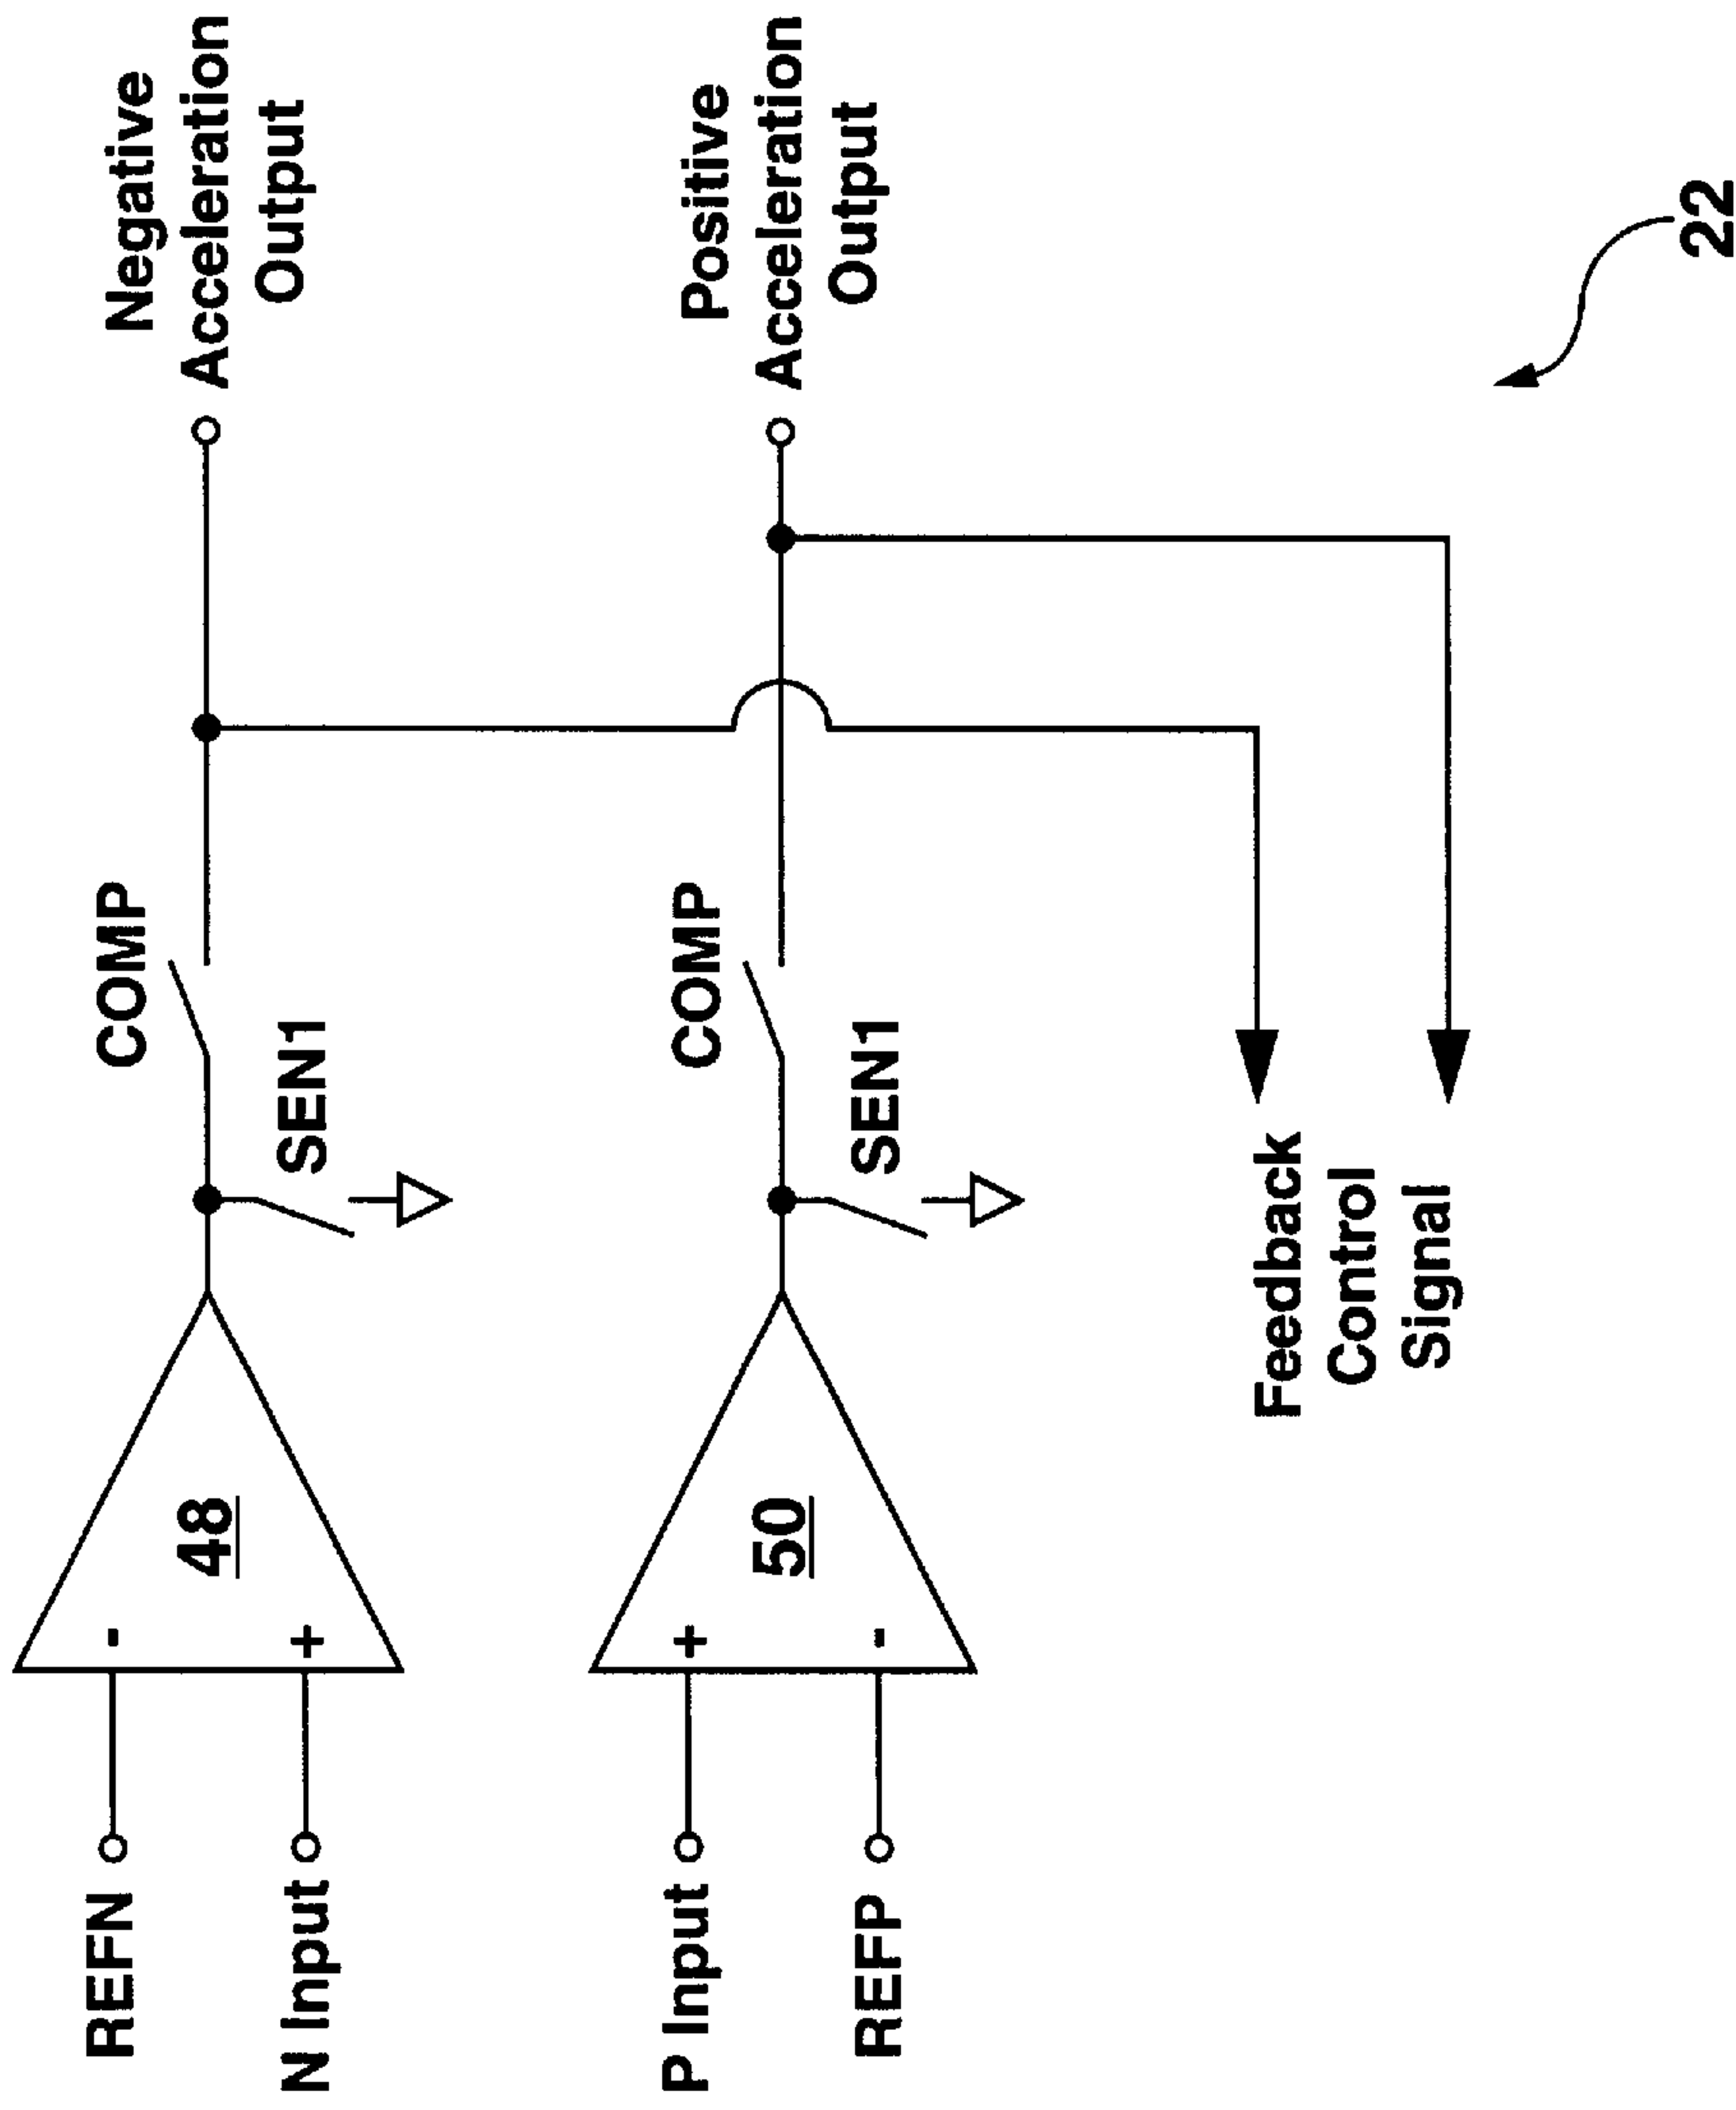 REFN
N Input
-
+
48
COMP
SEN1
Negative
Acceleration
Output
P Input
REFP
+
-
50
COMP
SEN1
Positive
Acceleration
Output
Feedback
Control
Signal
22